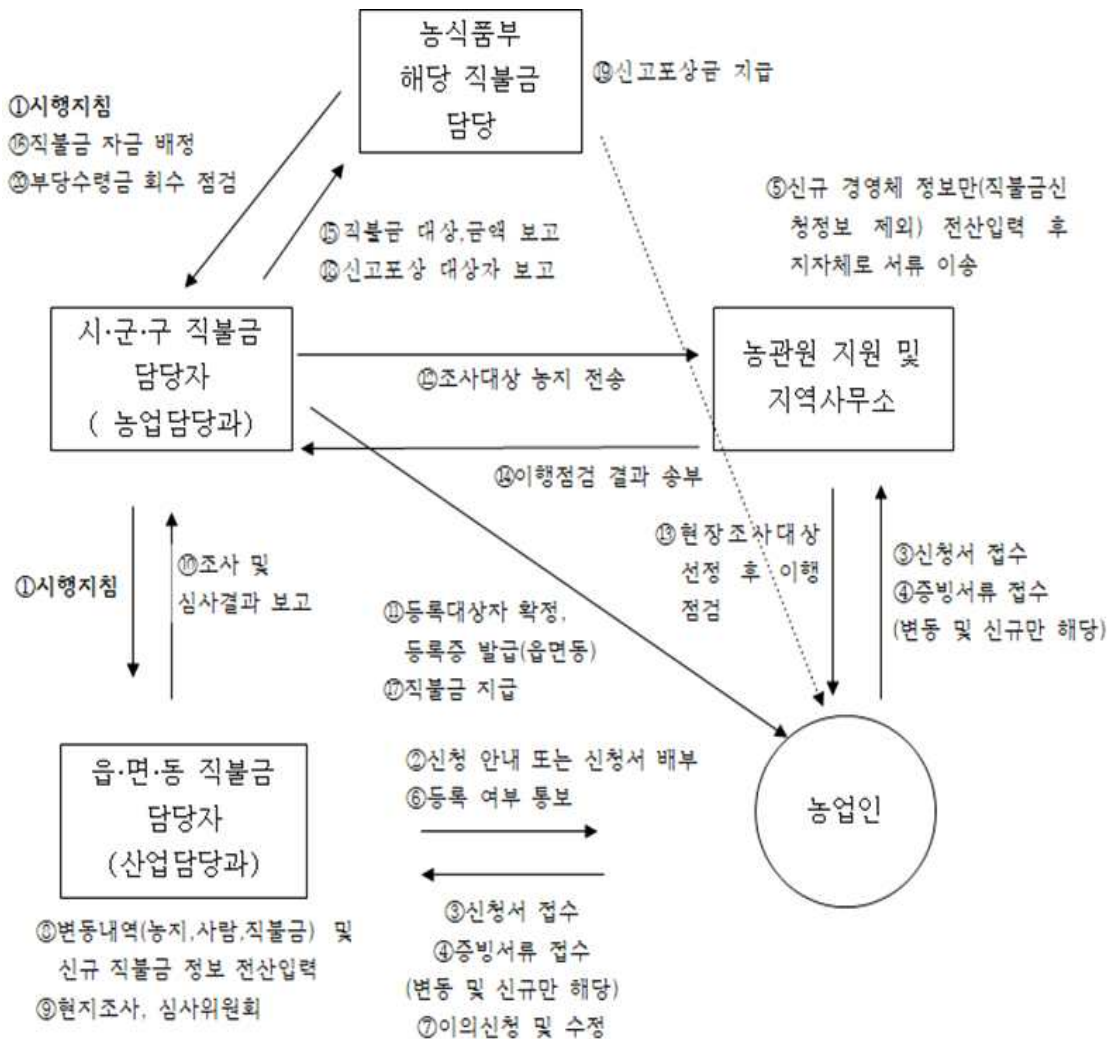 농식품부
해당 직불금
담당
⑲신고포상금 지급
①시행지침
⑯직불금 자금 배정
⑳부당수령금 회수 점검
⑤신규 경영체 정보만(직불금신
청정보 제외) 전산입력 후
지자체로 서류 이송
⑮직불금 대상,금액 보고
⑱신고포상 대상자 보고
시·군·구 직불금
담당자
( 농업담당과)
⑫조사대상 농지 전송
농관원 지원 및
지역사무소
⑭이행점검 결과 송부
⑬현장조사대상
선정 후 이행
점검
③신청서 접수
④증빙서류 접수
(변동 및 신규만 해당)
①시행지침
⑩조사 및
심사결과 보고
⑪등록대상자 확정,
등록증 발급(읍면동)
⑰직불금 지급
읍·면·동 직불금
담당자
(산업담당과)
②신청 안내 또는 신청서 배부
⑥등록 여부 통보
농업인
③신청서 접수
④증빙서류 접수
(변동 및 신규만 해당)
⑦이의신청 및 수정
⑧변동내역(농지,사람,직불금) 및
신규 직불금 정보 전산입력
⑨현지조사, 심사위원회